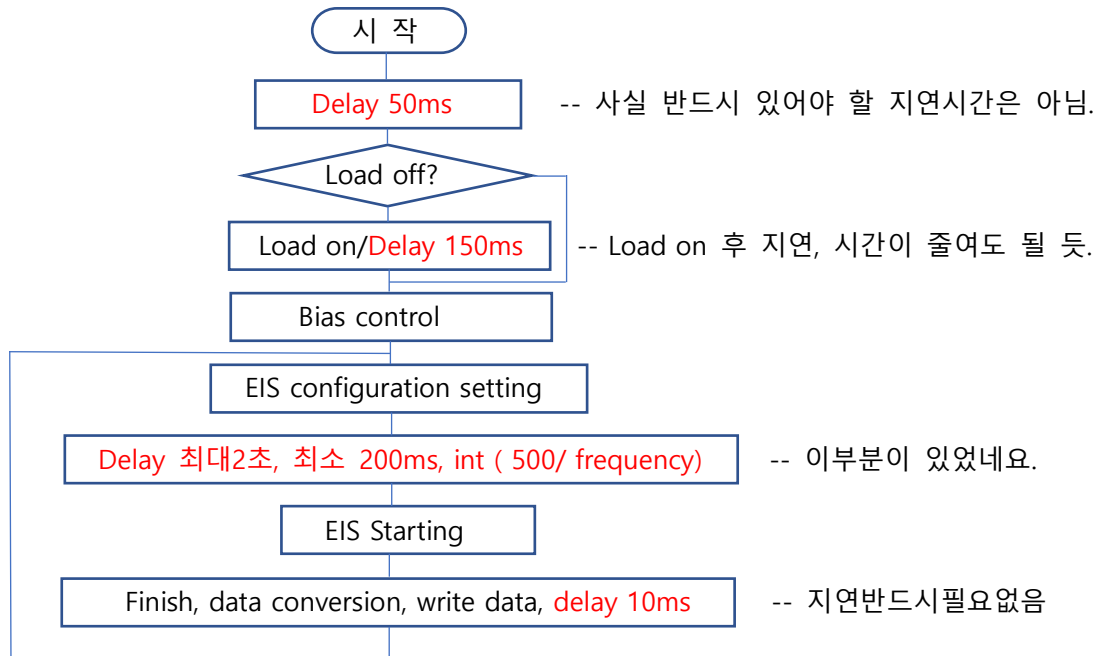 시 작
Delay 50ms -- 사실 반드시 있어야 할 지연시간은 아님.
Load off?
Load on/Delay 150ms -- Load on 후 지연, 시간이 줄여도 될 듯.
Bias control
EIS configuration setting
Delay 최대2초, 최소 200ms, int ( 500/ frequency) -- 이부분이 있었네요.
EIS Starting
Finish, data conversion, write data, delay 10ms -- 지연반드시필요없음